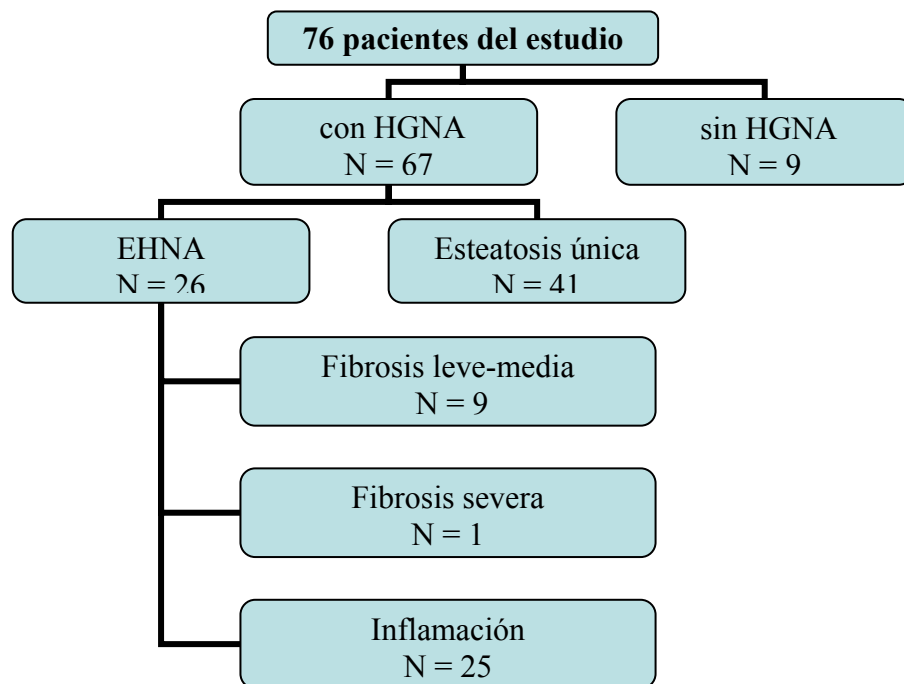 76 pacientes del estudio
con HGNA
N = 67
sin HGNA
N = 9
EHNA
N = 26
Esteatosis única
N = 41
Fibrosis leve-media
N = 9
Fibrosis severa
N = 1
Inflamación
N = 25